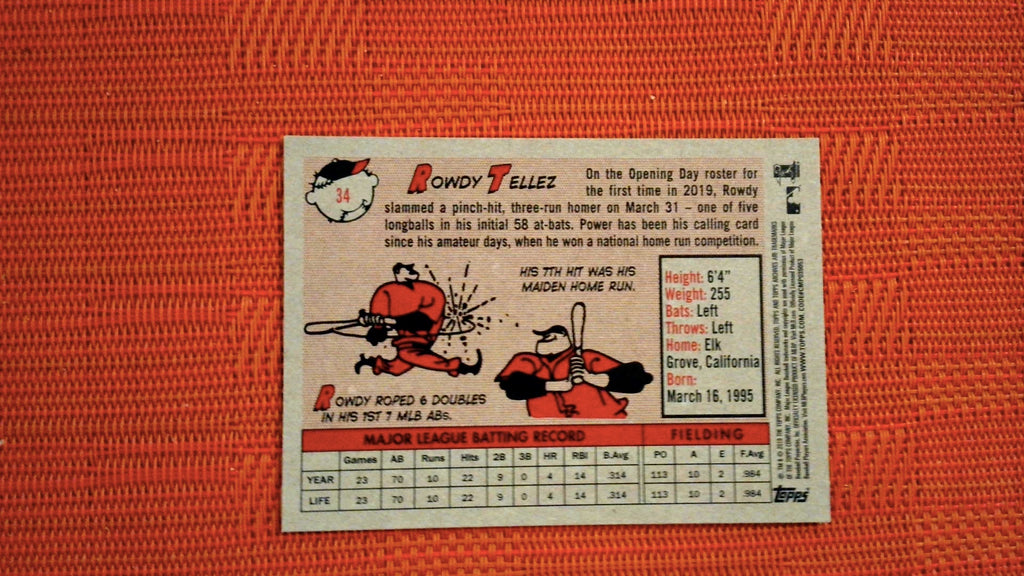 34
ROWDY TELLEZ
On the Opening Day roster for
the first time in 2019, Rowdy
slammed a pinch-hit, three-run homer on March 31 – one of five
longballs in his initial 58 at-bats. Power has been his calling card
since his amateur days, when he won a national home run competition.
HIS 7TH HIT WAS HIS
MAIDEN HOME RUN.
ROWDY ROPED 6 DOUBLES
IN HIS 1ST 7 MLB ABs.
Height: 6'4"
Weight: 255
Bats: Left
Throws: Left
Home: Elk
Grove, California
Born:
March 16, 1995
MAJOR LEAGUE BATTING RECORD FIELDING
Games AB Runs Hits 2B 3B HR RBI B.Avg PO A E F.Avg
YEAR 23 70 10 22 9 0 4 14 .314 113 10 2 .984
LIFE 23 70 10 22 9 0 4 14 .314 113 10 2 .984
Topps